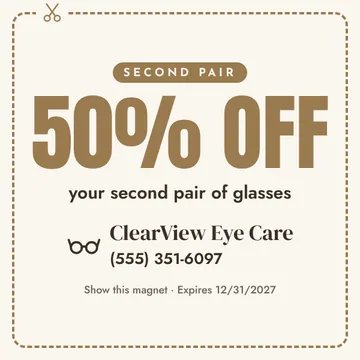 SECOND PAIR
50% OFF
your second pair of glasses
ClearView Eye Care
(555) 351-6097
Show this magnet · Expires 12/31/2027